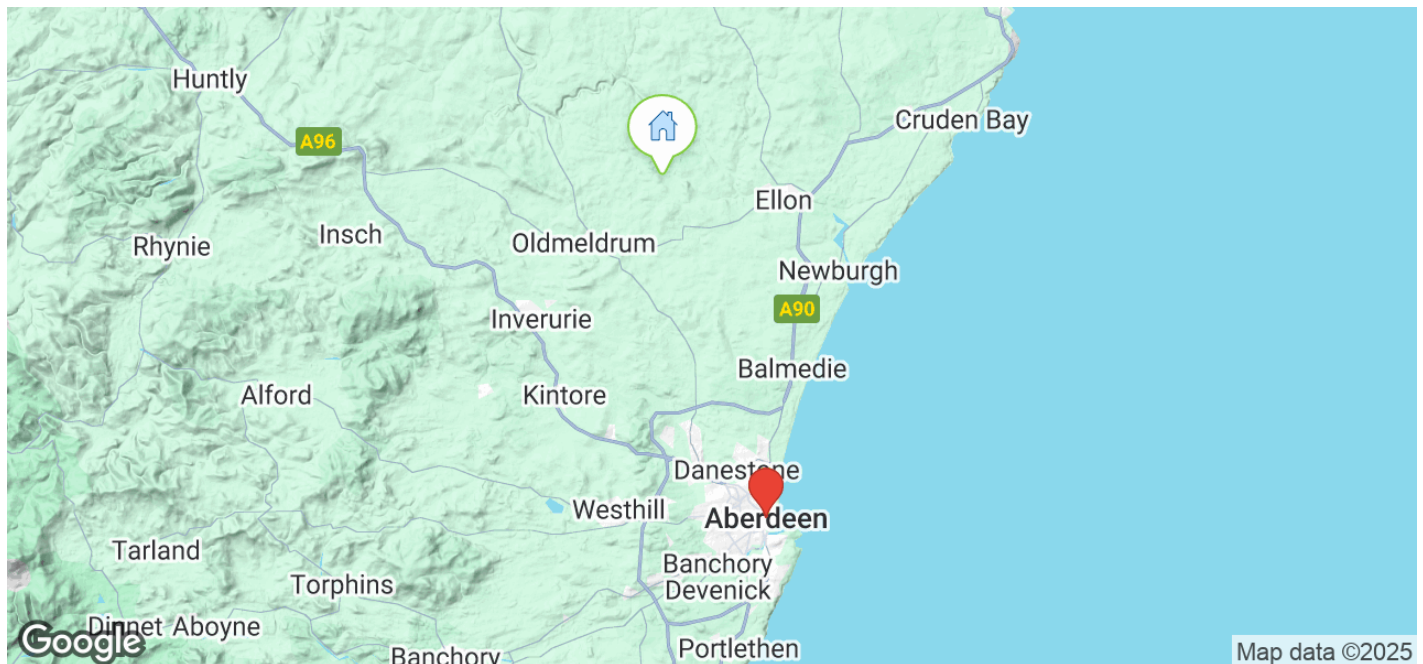 Huntly
Cruden Bay
A96
Ellon
Insch
Oldmeldrum
Rhynie
Newburgh
A90
Inverurie
Balmedie
Alford
Kintore
Danestone
Westhill
Aberdeen
Tarland
Banchory
Devenick
Torphins
Dinnet Aboyne
Google
Banchory
Portlethen
Map data ©2025